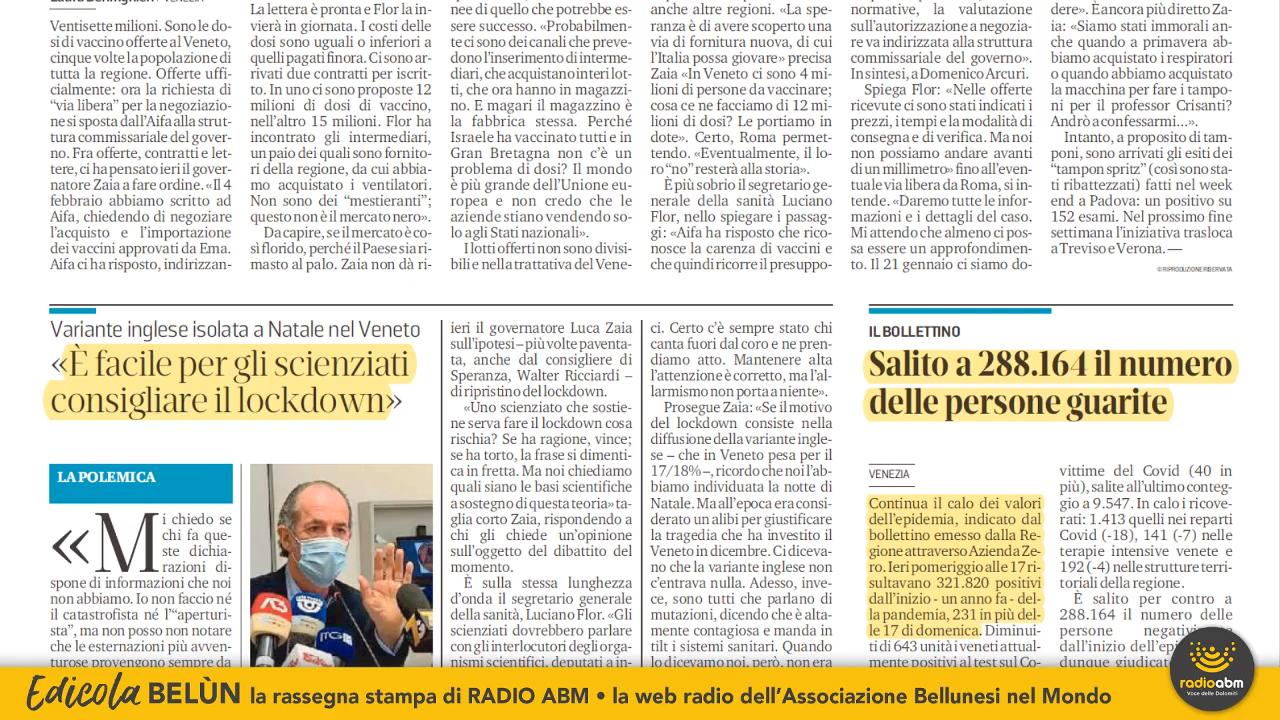 Ventisette milioni. Sono le do-
si di vaccino offerte al Veneto,
cinque volte la popolazione di
tutta la regione. Offerte uffi-
cialmente: ora la richiesta di
“via libera” per la negoziazio-
ne si sposta dall’Aifa alla strut-
tura commissariale del gover-
no. Fra offerte, contratti e let-
tere, ci ha pensato ieri il gover-
natore Zaia a fare ordine. «Il 4
febbraio abbiamo scritto ad
Aifa, chiedendo di negoziare
l’acquisto e l’importazione
dei vaccini approvati da Ema.
Aifa ci ha risposto, indirizzan-
La lettera è pronta e Flor la in-
vierà in giornata. I costi delle
dosi sono uguali o inferiori a
quelli pagati finora. Ci sono ar-
rivati due contratti per iscrit-
to. In uno ci sono proposte 12
milioni di dosi di vaccino,
nell’altro 15 milioni. Flor ha
incontrato gli intermediari,
un paio dei quali sono fornito-
ri della regione, da cui abbia-
mo acquistato i ventilatori.
Non sono dei “mestieranti”;
questo non è il mercato nero».
Da capire, se il mercato è co-
sì florido, perché il Paese sia ri-
masto al palo. Zaia non dà ri-
nee di quello che potrebbe es-
sere successo. «Probabilmen-
te ci sono dei canali che preve-
dono l’inserimento di interme-
diari, che acquistano interi lot-
ti, che ora hanno in magazzi-
no. E magari il magazzino è
la fabbrica stessa. Perché
Israele ha vaccinato tutti e in
Gran Bretagna non c’è un
problema di dosi? Il mondo
è più grande dell’Unione eu-
ropea e non credo che le
aziende stiano vendendo so-
lo agli Stati nazionali».
I lotti offerti non sono divisi-
bili e nella trattativa del Vene-
anche altre regioni. «La spe-
ranza è di avere scoperto una
via di fornitura nuova, di cui
l’Italia possa giovare» precisa
Zaia «In Veneto ci sono 4 mi-
lioni di persone da vaccinare;
cosa ce ne facciamo di 12 mi-
lioni di dosi? Le portiamo in
dote». Certo, Roma permet-
tendo. «Eventualmente, il lo-
ro “no” resterà alla storia».
È più sobrio il segretario ge-
nerale della sanità Luciano
Flor, nello spiegare i passag-
gi: «Aifa ha risposto che rico-
nosce la carenza di vaccini e
che quindi ricorre il presuppo-
normative, la valutazione
sull’autorizzazione a negozia-
re va indirizzata alla struttura
commissariale del governo».
In sintesi, a Domenico Arcuri.
Spiega Flor: «Nelle offerte
ricevute ci sono stati indicati i
prezzi, i tempi e la modalità di
consegna e di verifica. Ma noi
non possiamo andare avanti
di un millimetro» fino all’even-
tuale via libera da Roma, si in-
tende. «Daremo tutte le infor-
mazioni e i dettagli del caso.
Mi attendo che almeno ci pos-
sa essere un approfondimen-
to. Il 21 gennaio ci siamo do-
dere». È ancora più diretto Za-
ia: «Siamo stati immorali an-
che quando a primavera ab-
biamo acquistato i respiratori
o quando abbiamo acquistato
la macchina per fare i tampo-
ni per il professor Crisanti?
Andrò a confessarmi...».
Intanto, a proposito di tam-
poni, sono arrivati gli esiti dei
“tampon spritz” (così sono sta-
ti ribattezzati) fatti nel week
end a Padova: un positivo su
152 esami. Nel prossimo fine
settimana l’iniziativa trasloca
a Treviso e Verona. —
© RIPRODUZIONE RISERVATA
Variante inglese isolata a Natale nel Veneto
«È facile per gli scienziati
consigliare il lockdown»
LA POLEMICA
«Mi chiedo se
chi fa que-
ste dichia-
razioni di-
spone di informazioni che noi
non abbiamo. Io non faccio né
il catastrofista né l’“aperturi-
sta”, ma non posso non notare
che le esternazioni più avven-
turose provengono sempre da
ieri il governatore Luca Zaia
sull’ipotesi – più volte paventa-
ta, anche dal consigliere di
Speranza, Walter Ricciardi –
di ripristino del lockdown.
«Uno scienziato che sostie-
ne serva fare il lockdown cosa
rischia? Se ha ragione, vince;
se ha torto, la frase si dimenti-
ca in fretta. Ma noi chiediamo
quali siano le basi scientifiche
a sostegno di questa teoria» ta-
glia corto Zaia, rispondendo a
chi gli chiede un’opinione
sull’oggetto del dibattito del
momento.
È sulla stessa lunghezza
d’onda il segretario generale
della sanità, Luciano Flor. «Gli
scienziati dovrebbero parlare
con gli interlocutori degli orga-
nismi scientifici, deputati a in-
ci. Certo c’è sempre stato chi
canta fuori dal coro e ne pren-
diamo atto. Mantenere alta
l’attenzione è corretto, ma l’al-
larmismo non porta a niente».
Prosegue Zaia: «Se il motivo
del lockdown consiste nella
diffusione della variante ingle-
se – che in Veneto pesa per il
17/18% –, ricordo che noi l’ab-
biamo individuata la notte di
Natale. Ma all’epoca era consi-
derato un alibi per giustificare
la tragedia che ha investito il
Veneto in dicembre. Ci diceva-
no che la variante inglese non
c’entrava nulla. Adesso, inve-
ce, sono tutti che parlano di
mutazioni, dicendo che è alta-
mente contagiosa e manda in
tilt i sistemi sanitari. Quando
lo dicevamo noi, però, non era
IL BOLLETTINO
Salito a 288.164 il numero
delle persone guarite
VENEZIA
Continua il calo dei valori
dell’epidemia, indicato dal
bollettino emesso dalla Re-
gione attraverso Azienda Ze-
ro. Ieri pomeriggio alle 17 ri-
sultavano 321.820 positivi
dall’inizio - un anno fa - del-
la pandemia, 231 in più del-
le 17 di domenica. Diminui-
ti di 643 unità i veneti attual-
mente positivi al test sul Co-
vittime del Covid (40 in
più), salite all’ultimo conteg-
gio a 9.547. In calo i ricove-
rati: 1.413 quelli nei reparti
Covid (-18), 141 (-7) nelle
terapie intensive venete e
192 (-4) nelle strutture terri-
toriali della regione.
È salito per contro a
288.164 il numero delle
persone
dall’inizio
dunque
Edicola BELÙN la rassegna stampa di RADIO ABM • la web radio dell’Associazione Bellunesi nel Mondo
radioabm
Voce delle Dolomiti